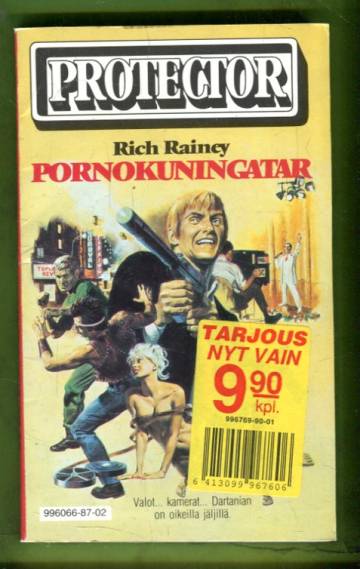 PROTECTOR
Rich Rainey
PORNOKUNINGATAR
TARJOUS
NYT VAIN
9 90
kpl.
996769-90-01
6 413099 967606
Valot... kamerat... Dartanian
on oikeilla jäljillä.
996066-87-02